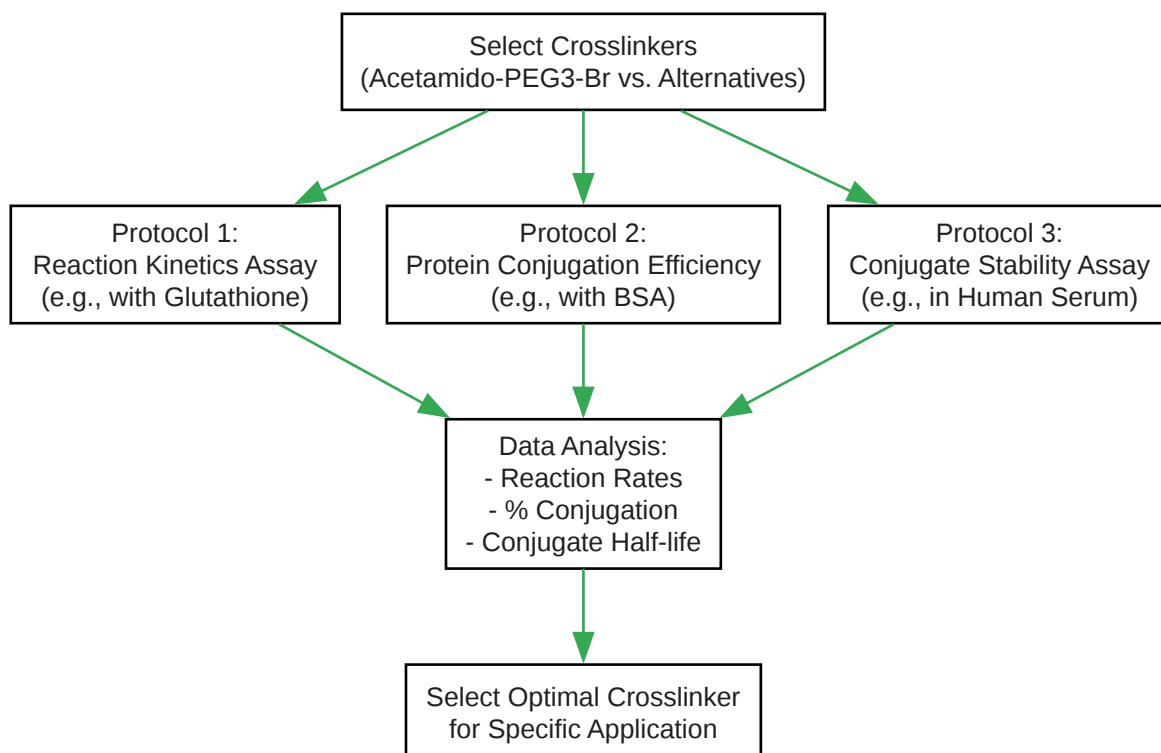 Select Crosslinkers
(Acetamido-PEG3-Br vs. Alternatives)
Protocol 1:
Reaction Kinetics Assay
(e.g., with Glutathione)
Protocol 2:
Protein Conjugation Efficiency
(e.g., with BSA)
Protocol 3:
Conjugate Stability Assay
(e.g., in Human Serum)
Data Analysis:
- Reaction Rates
- % Conjugation
- Conjugate Half-life
Select Optimal Crosslinker
for Specific Application